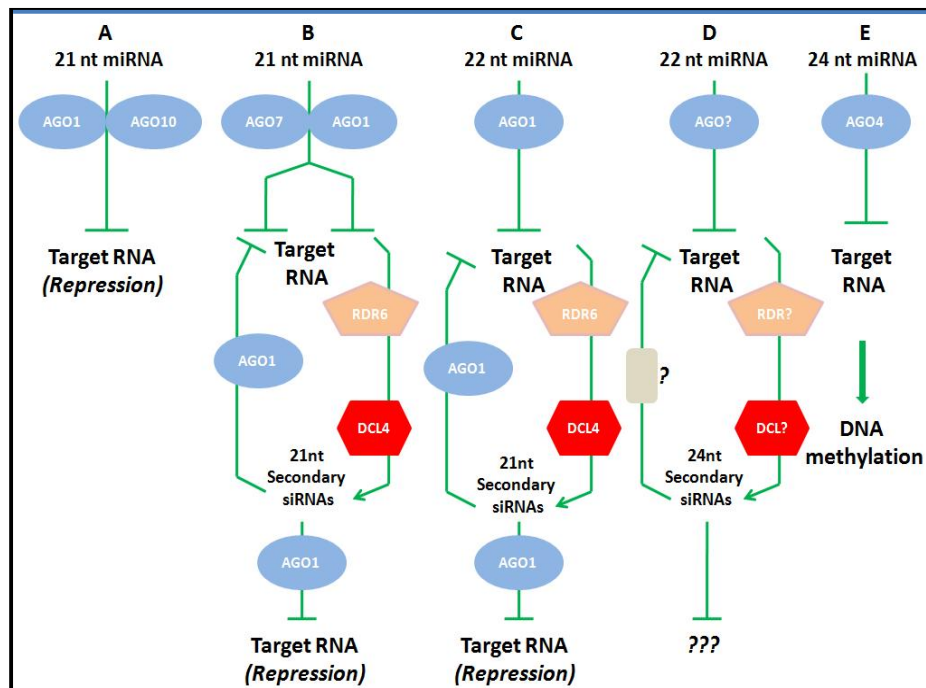 A
21 nt miRNA
AGO1
AGO10
Target RNA
(Repression)
B
21 nt miRNA
AGO7
AGO1
Target
RNA
RDR6
AGO1
DCL4
21nt
Secondary
siRNAs
AGO1
Target RNA
(Repression)
C
22 nt miRNA
AGO1
Target
RNA
RDR6
AGO1
DCL4
21nt
Secondary
siRNAs
AGO1
Target RNA
(Repression)
D
22 nt miRNA
AGO?
Target
RNA
RDR?
?
DCL?
24nt
Secondary
siRNAs
???
E
24 nt miRNA
AGO4
Target
RNA
DNA
methylation